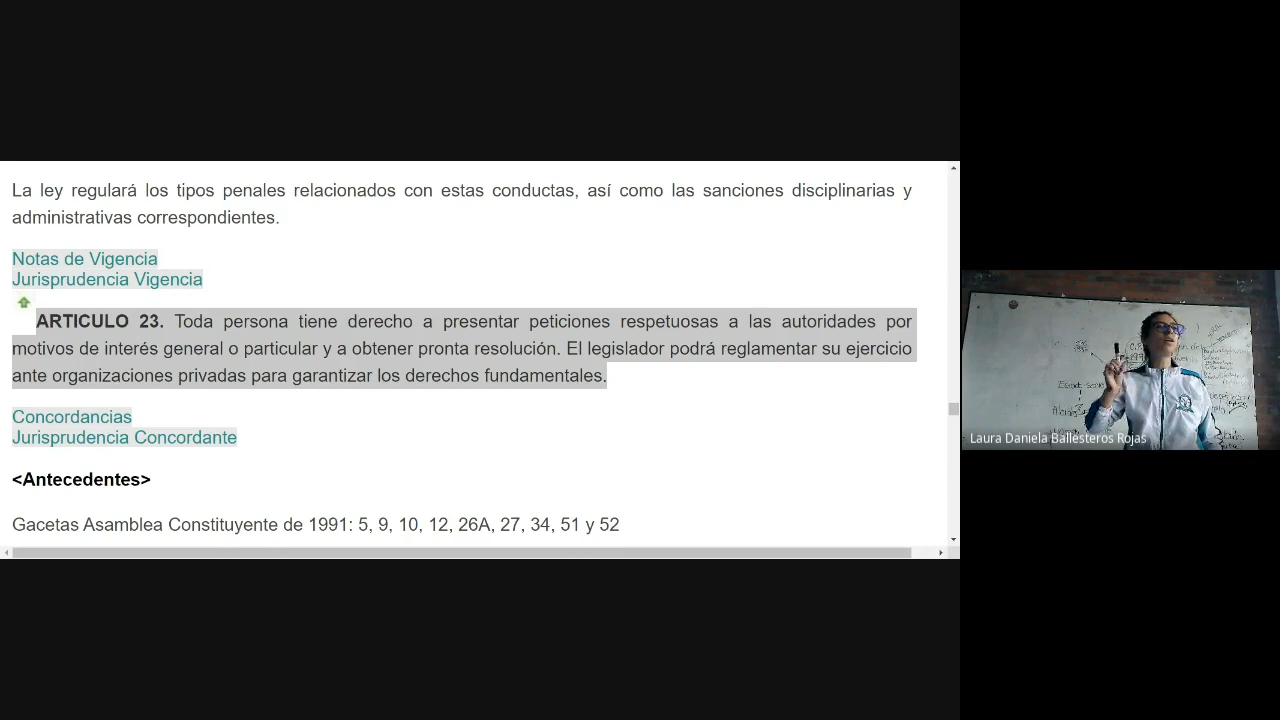 La ley regulará los tipos penales relacionados con estas conductas, así como las sanciones disciplinarias y
administrativas correspondientes.
Notas de Vigencia
Jurisprudencia Vigencia
ARTICULO 23. Toda persona tiene derecho a presentar peticiones respetuosas a las autoridades por
motivos de interés general o particular y a obtener pronta resolución. El legislador podrá reglamentar su ejercicio
ante organizaciones privadas para garantizar los derechos fundamentales.
Concordancias
Jurisprudencia Concordante
<Antecedentes>
Gacetas Asamblea Constituyente de 1991: 5, 9, 10, 12, 26A, 27, 34, 51 y 52
Laura Daniela Ballesteros Rojas